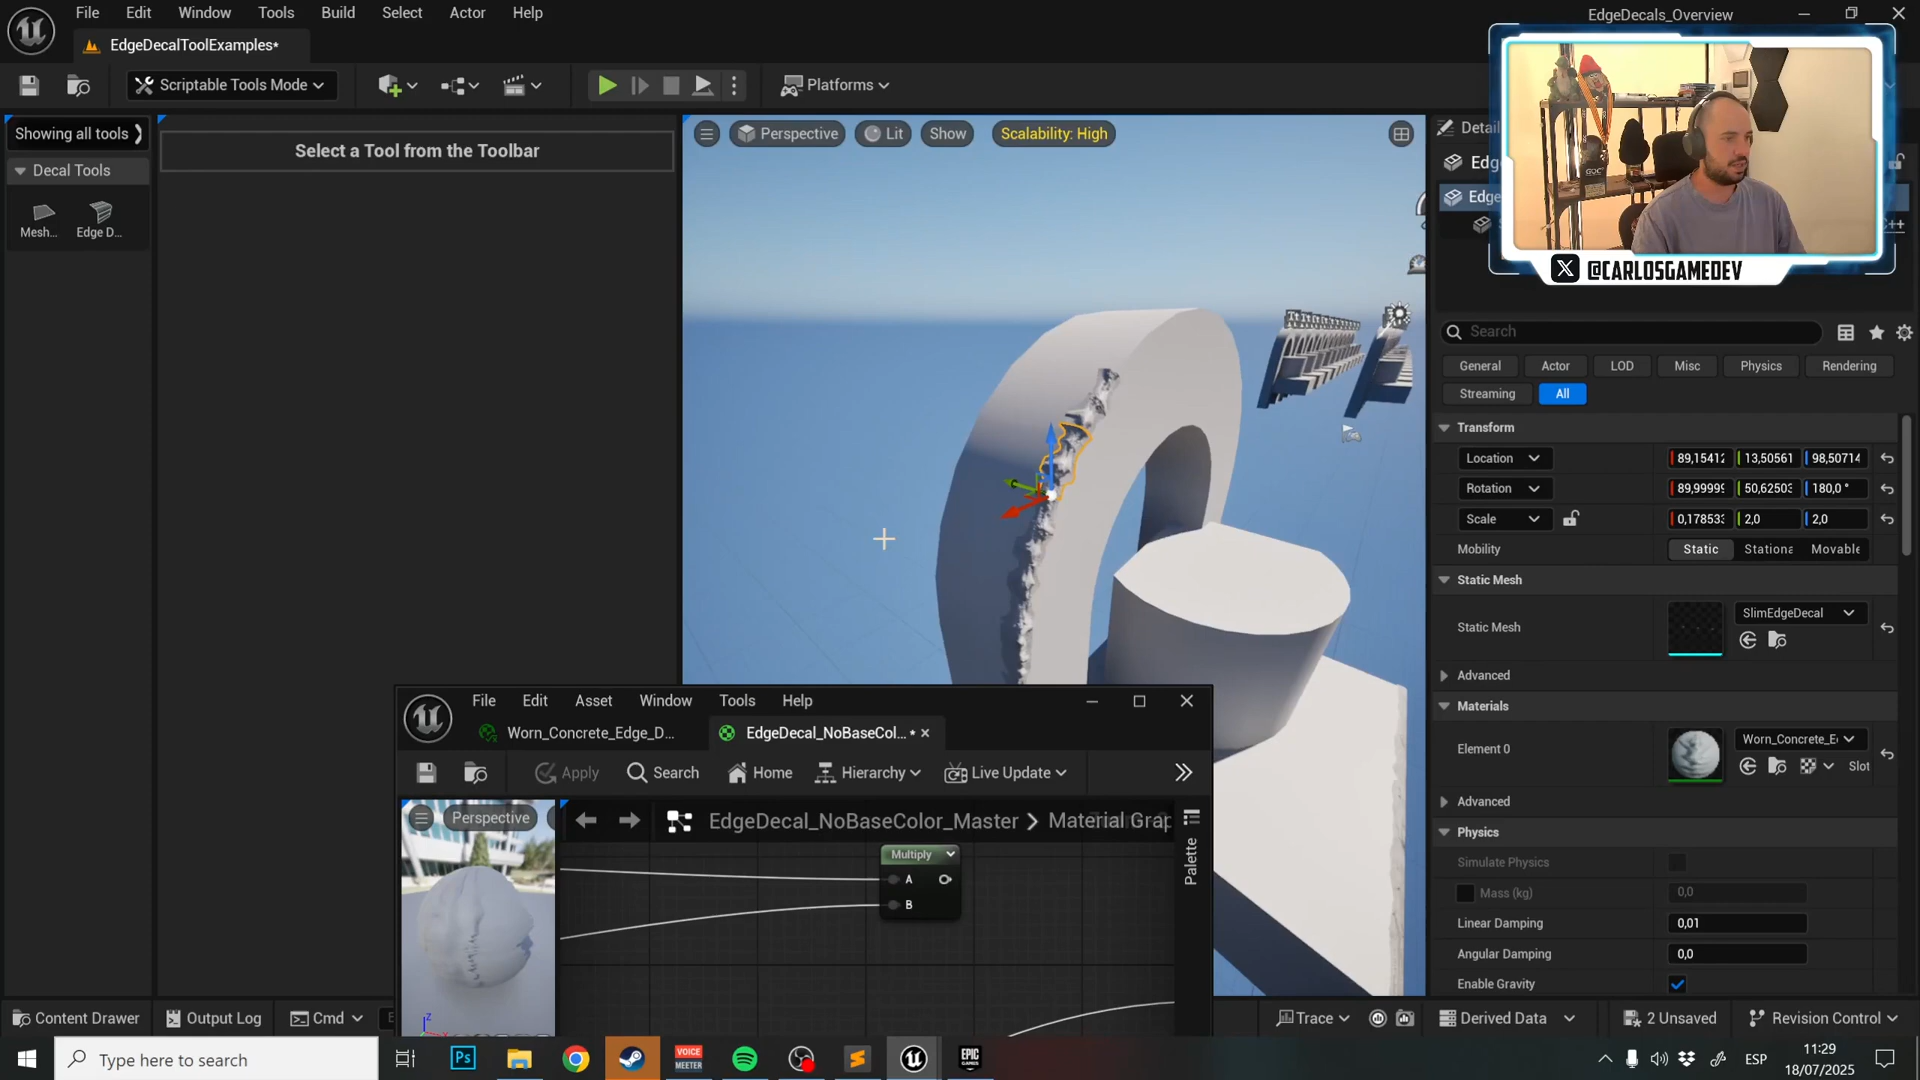 File Edit Window Tools Build Select Actor Help
EdgeDecals_Overview
EdgeDecalToolExamples*
Scriptable Tools Mode
Platforms
Showing all tools
Select a Tool from the Toolbar
Decal Tools
Mesh... Edge D...
Perspective Lit Show Scalability: High
@CARLOSGAMEDEV
Search
General Actor LOD Misc Physics Rendering
Streaming All
Transform
Location 89,15412 13,50561 98,50714
Rotation 89,99999 50,62503 180,0 °
Scale 0,178533 2,0 2,0
Mobility Static Stationa Movable
Static Mesh
Static Mesh SlimEdgeDecal
Advanced
Materials
Element 0 Worn_Concrete_E
Slot
Advanced
Physics
Simulate Physics
Mass (kg) 0,0
Linear Damping 0,01
Angular Damping 0,0
Enable Gravity
File Edit Asset Window Tools Help
Worn_Concrete_Edge_D... EdgeDecal_NoBaseCol... *
Apply Search Home Hierarchy Live Update
Perspective
EdgeDecal_NoBaseColor_Master > Material Grap
Palette
Multiply
A
B
Content Drawer Output Log Cmd
Trace Derived Data 2 Unsaved Revision Control
Type here to search
Ps
VOICE
MEETER
EPIC
GAMES
ESP
11:29
18/07/2025